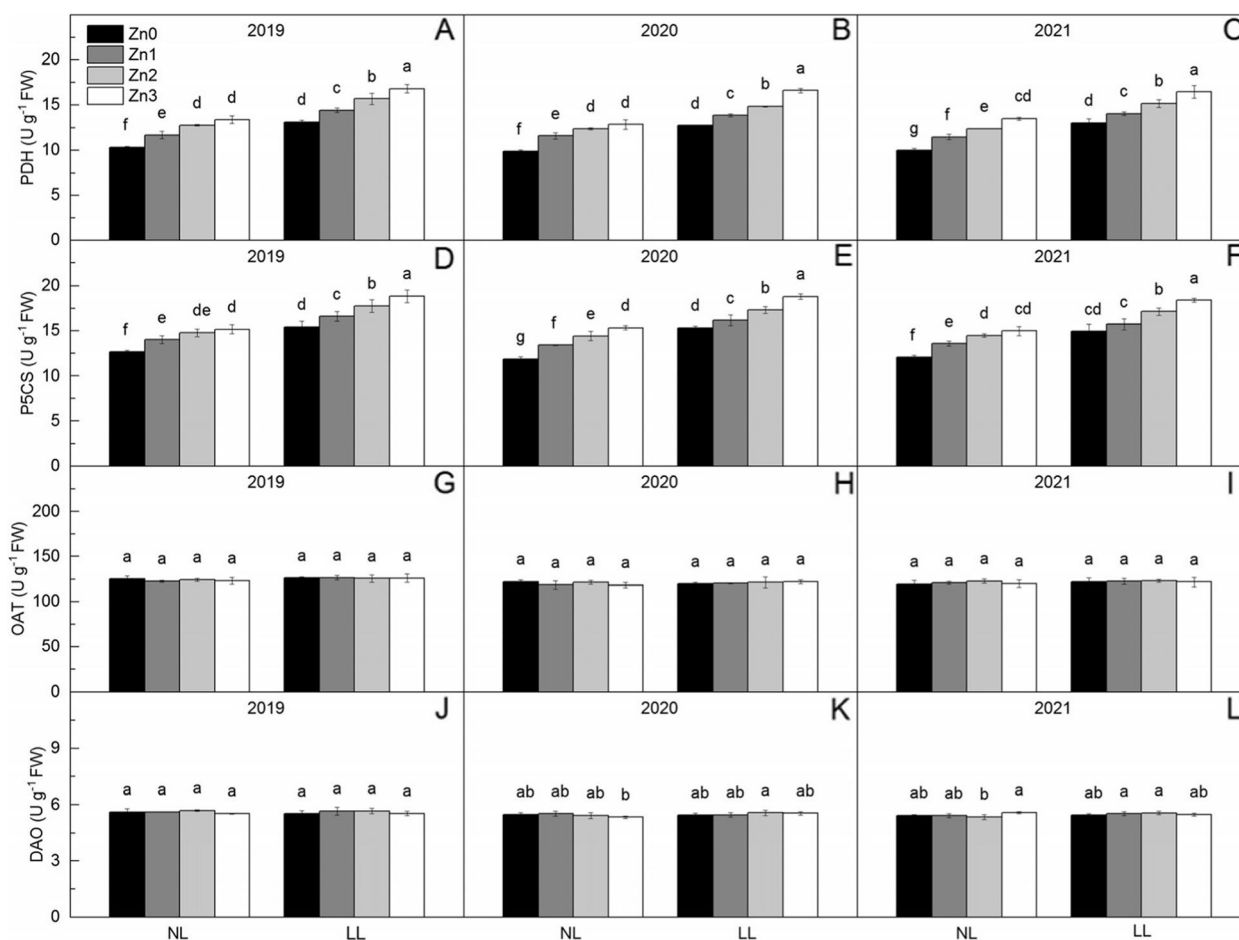 2019 A 2020 B 2021 C
Zn0
Zn1
Zn2
Zn3
PDH (U g⁻¹ FW)
20
15
10
5
0
f e d d d c b a
f e d d d c b a
g f e cd d c b a
2019 D 2020 E 2021 F
P5CS (U g⁻¹ FW)
20
15
10
5
0
f e de d d c b a
g f e d d c b a
f e d cd cd c b a
2019 G 2020 H 2021 I
OAT (U g⁻¹ FW)
200
150
100
50
0
a a a a a a a a
a a a a a a a a
a a a a a a a a
2019 J 2020 K 2021 L
DAO (U g⁻¹ FW)
9
6
3
0
a a a a a a a a
ab ab ab b ab ab a ab
ab ab b a ab a a ab
NL LL NL LL NL LL